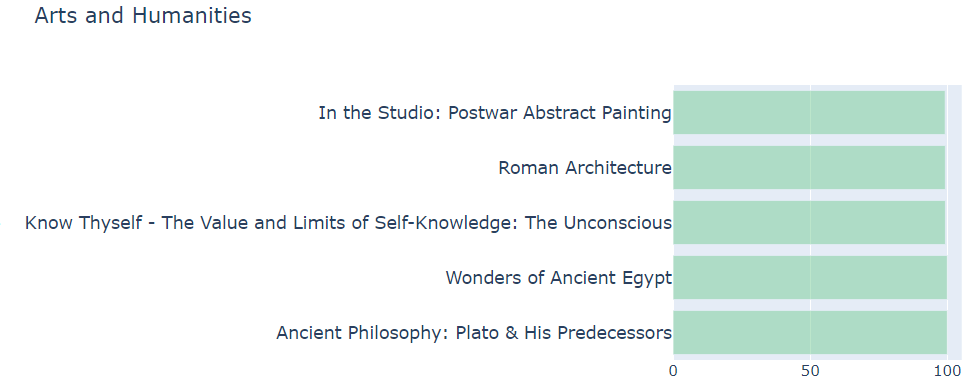 Arts and Humanities
In the Studio: Postwar Abstract Painting
Roman Architecture
Know Thyself - The Value and Limits of Self-Knowledge: The Unconscious
Wonders of Ancient Egypt
Ancient Philosophy: Plato & His Predecessors
0 50 100